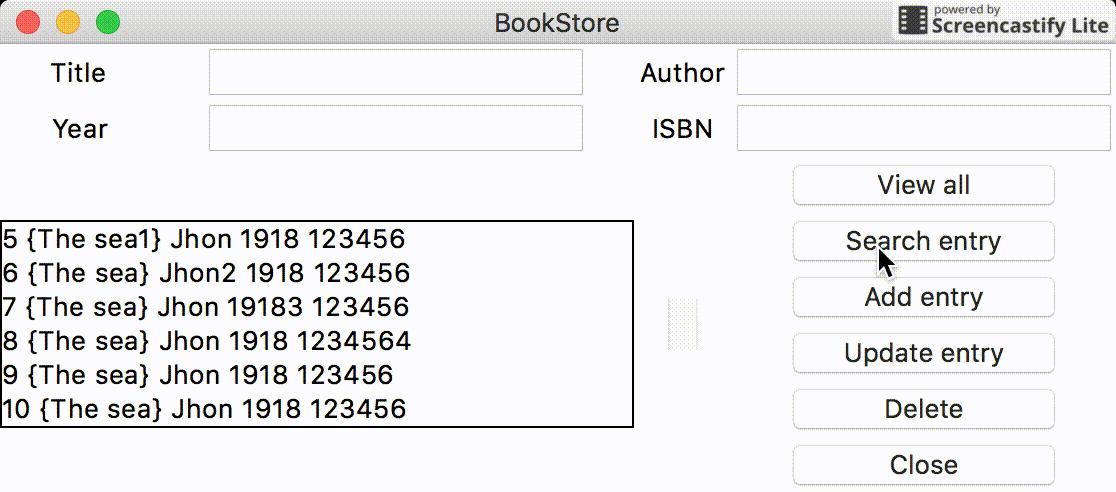 BookStore
powered by
Screencastify Lite
Title
Author
Year
ISBN
View all
5 {The sea1} Jhon 1918 123456
6 {The sea} Jhon2 1918 123456
7 {The sea} Jhon 19183 123456
8 {The sea} Jhon 1918 1234564
9 {The sea} Jhon 1918 123456
10 {The sea} Jhon 1918 123456
Search entry
Add entry
Update entry
Delete
Close